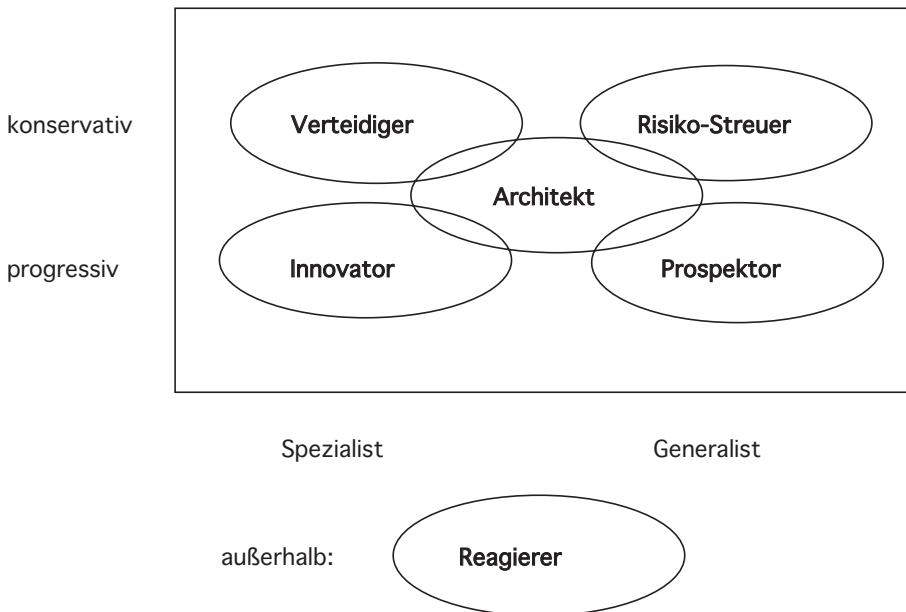 konservativ Verteidiger Risiko-Streuer
Architekt
progressiv Innovator Prospektor
Spezialist Generalist
außerhalb: Reagierer